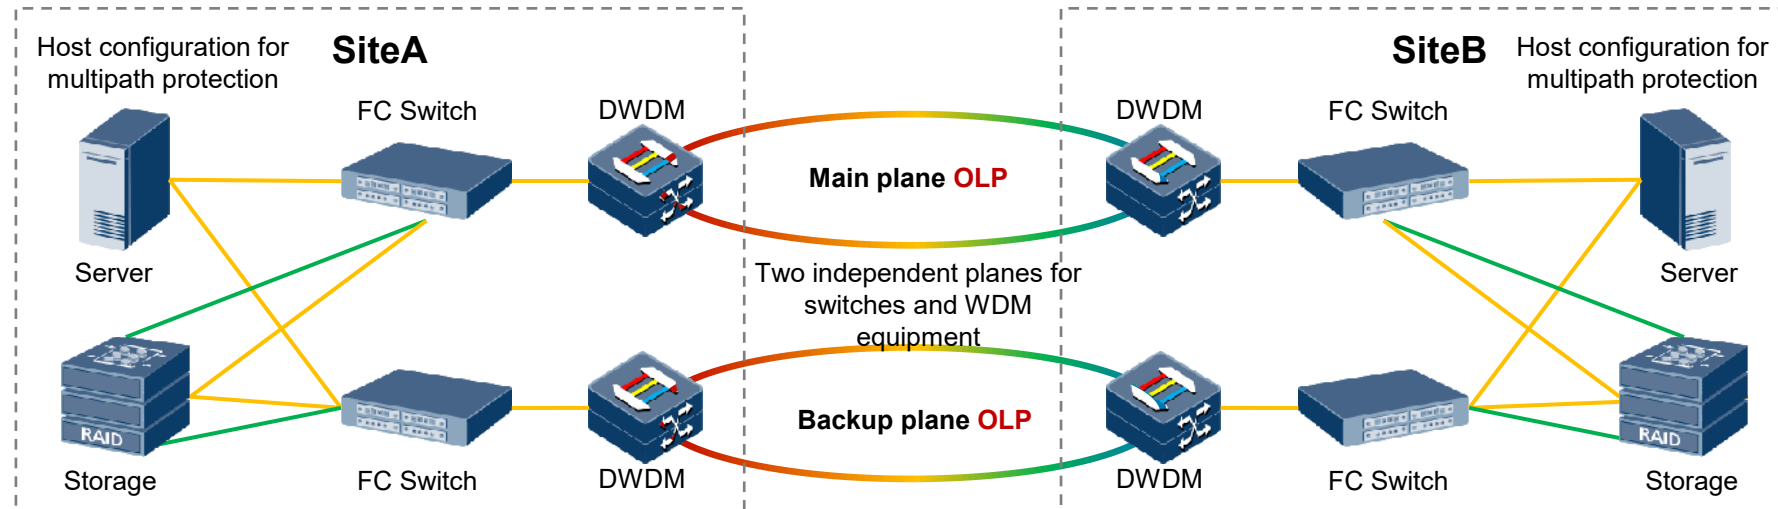 Host configuration for
multipath protection
SiteA
FC Switch
DWDM
Main plane OLP
DWDM
FC Switch
SiteB
Host configuration for
multipath protection
Server
Two independent planes for
switches and WDM
equipment
Server
RAID
Storage
FC Switch
DWDM
Backup plane OLP
DWDM
FC Switch
RAID
Storage